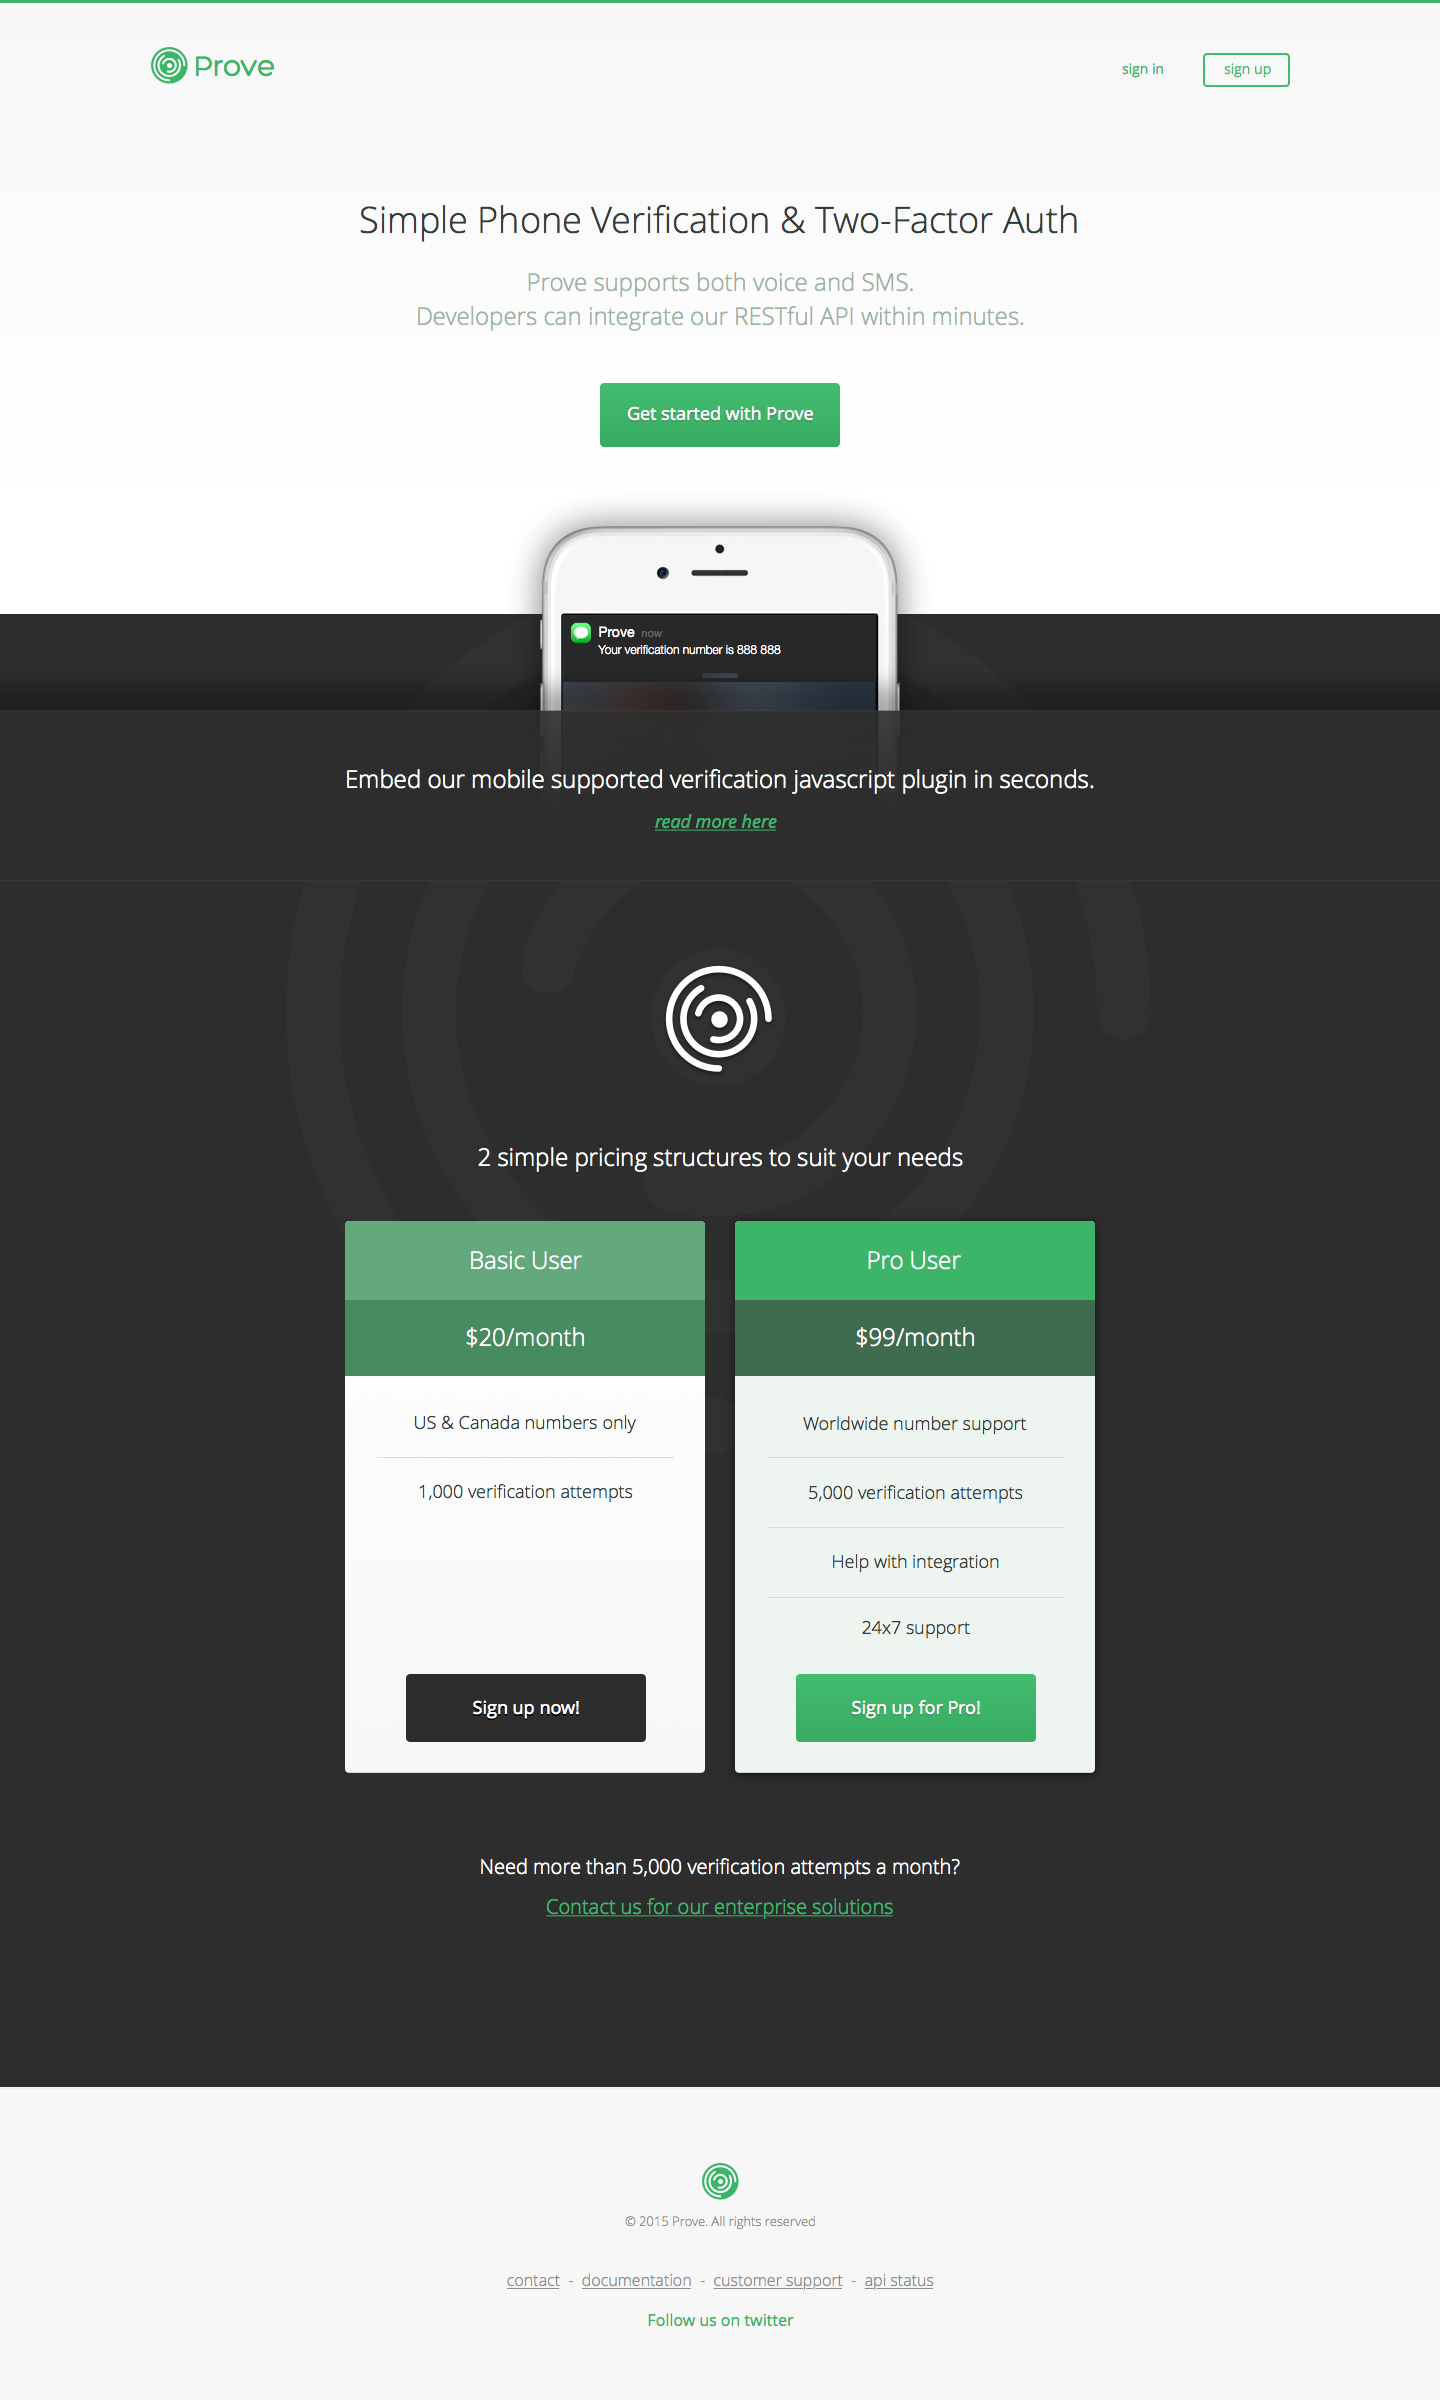 Prove
sign in
sign up
Simple Phone Verification & Two-Factor Auth
Prove supports both voice and SMS.
Developers can integrate our RESTful API within minutes.
Get started with Prove
Prove now
Your verification number is 888 888
Embed our mobile supported verification javascript plugin in seconds.
read more here
2 simple pricing structures to suit your needs
Basic User
$20/month
US & Canada numbers only
1,000 verification attempts
Sign up now!
Pro User
$99/month
Worldwide number support
5,000 verification attempts
Help with integration
24x7 support
Sign up for Pro!
Need more than 5,000 verification attempts a month?
Contact us for our enterprise solutions
© 2015 Prove. All rights reserved
contact - documentation - customer support - api status
Follow us on twitter